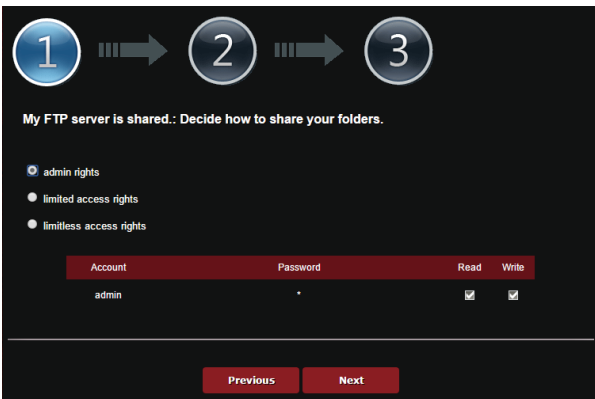 1 2 3
My FTP server is shared.: Decide how to share your folders.
admin rights
limited access rights
limitless access rights
Account Password Read Write
admin *
Previous Next